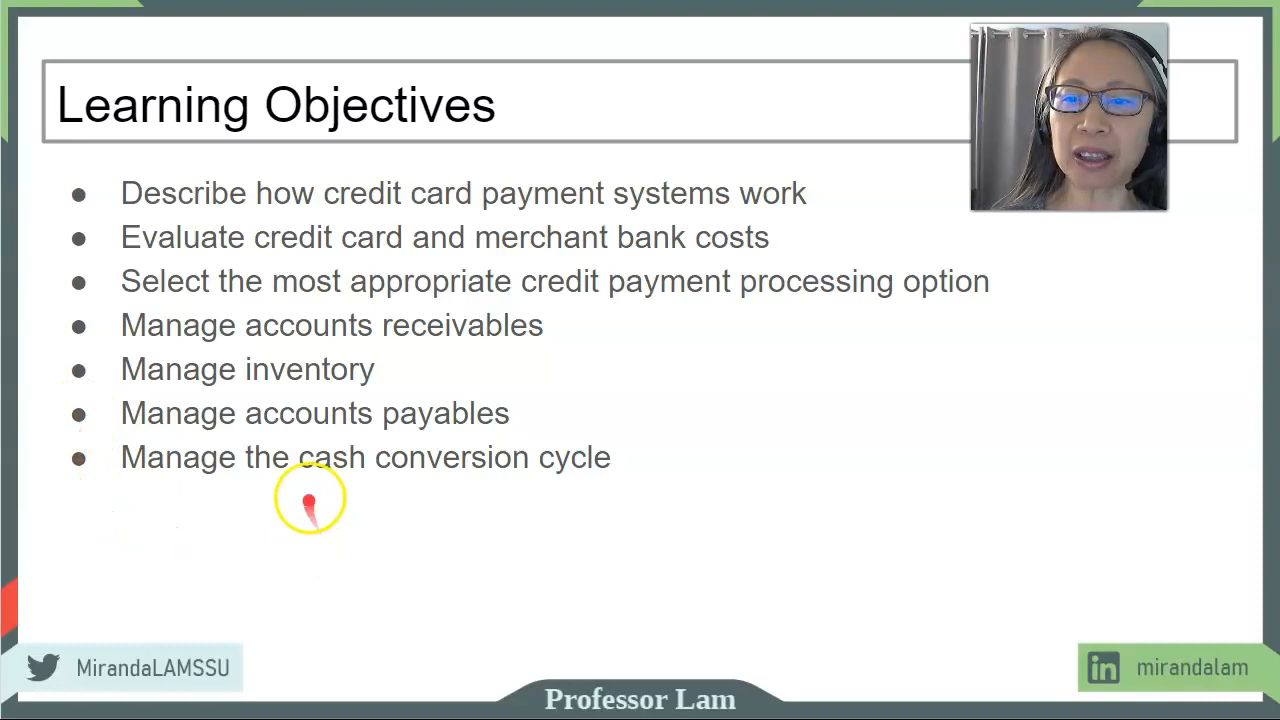 Learning Objectives
● Describe how credit card payment systems work
● Evaluate credit card and merchant bank costs
● Select the most appropriate credit payment processing option
● Manage accounts receivables
● Manage inventory
● Manage accounts payables
● Manage the cash conversion cycle
MirandaLAMSSU
in mirandalam
Professor Lam